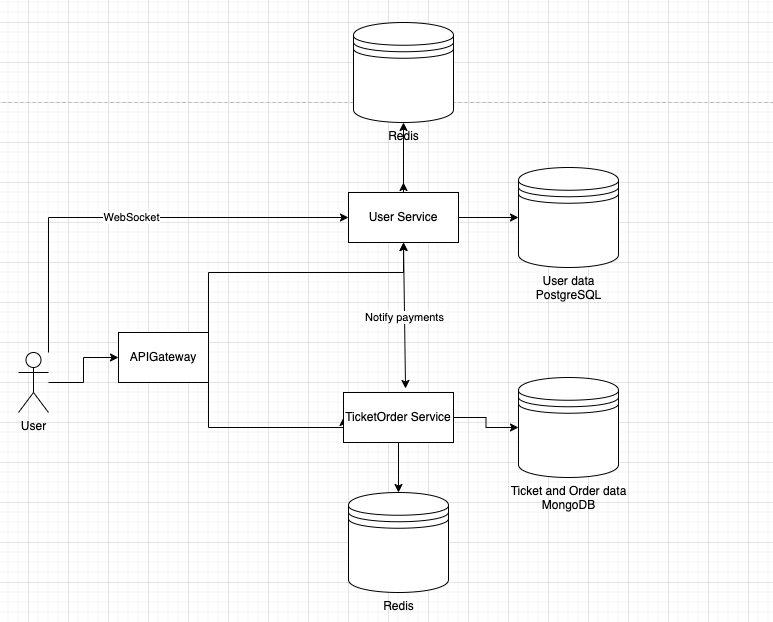 Redis
WebSocket
User Service
User data
PostgreSQL
Notify payments
APIGateway
TicketOrder Service
User
Ticket and Order data
MongoDB
Redis